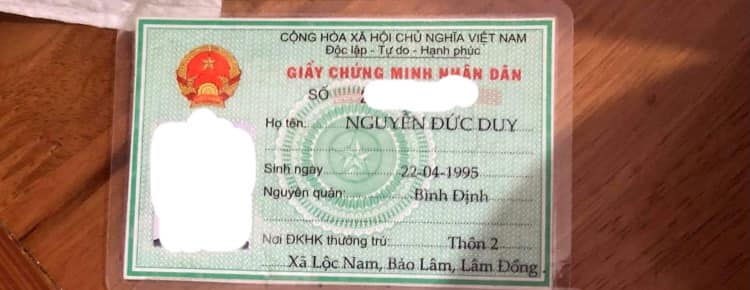 CỘNG HÒA XÃ HỘI CHỦ NGHĨA VIỆT NAM
Độc lập - Tự do - Hạnh phúc
GIẤY CHỨNG MINH NHÂN DÂN
SỐ
Họ tên: NGUYỄN ĐỨC DUY
Sinh ngày 22-04-1995
Nguyên quán: Bình Định
Nơi ĐKHK thường trú: Thôn 2
Xã Lộc Nam, Bảo Lâm, Lâm Đồng.